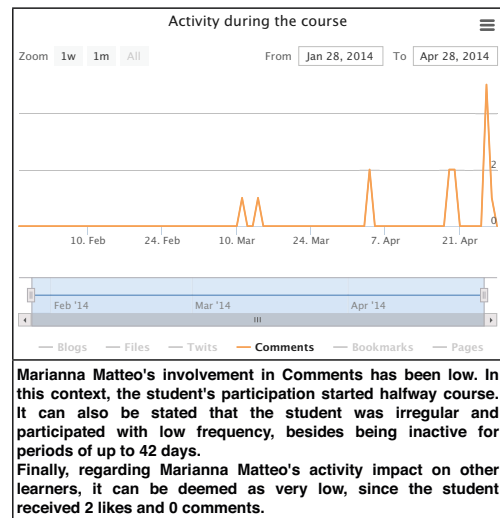 Activity during the course
Zoom 1w 1m All From Jan 28, 2014 To Apr 28, 2014
2
0
10. Feb 24. Feb 10. Mar 24. Mar 7. Apr 21. Apr
Feb '14 Mar '14 Apr '14
Blogs Files Twits Comments Bookmarks Pages
Marianna Matteo's involvement in Comments has been low. In
this context, the student's participation started halfway course.
It can also be stated that the student was irregular and
participated with low frequency, besides being inactive for
periods of up to 42 days.
Finally, regarding Marianna Matteo's activity impact on other
learners, it can be deemed as very low, since the student
received 2 likes and 0 comments.